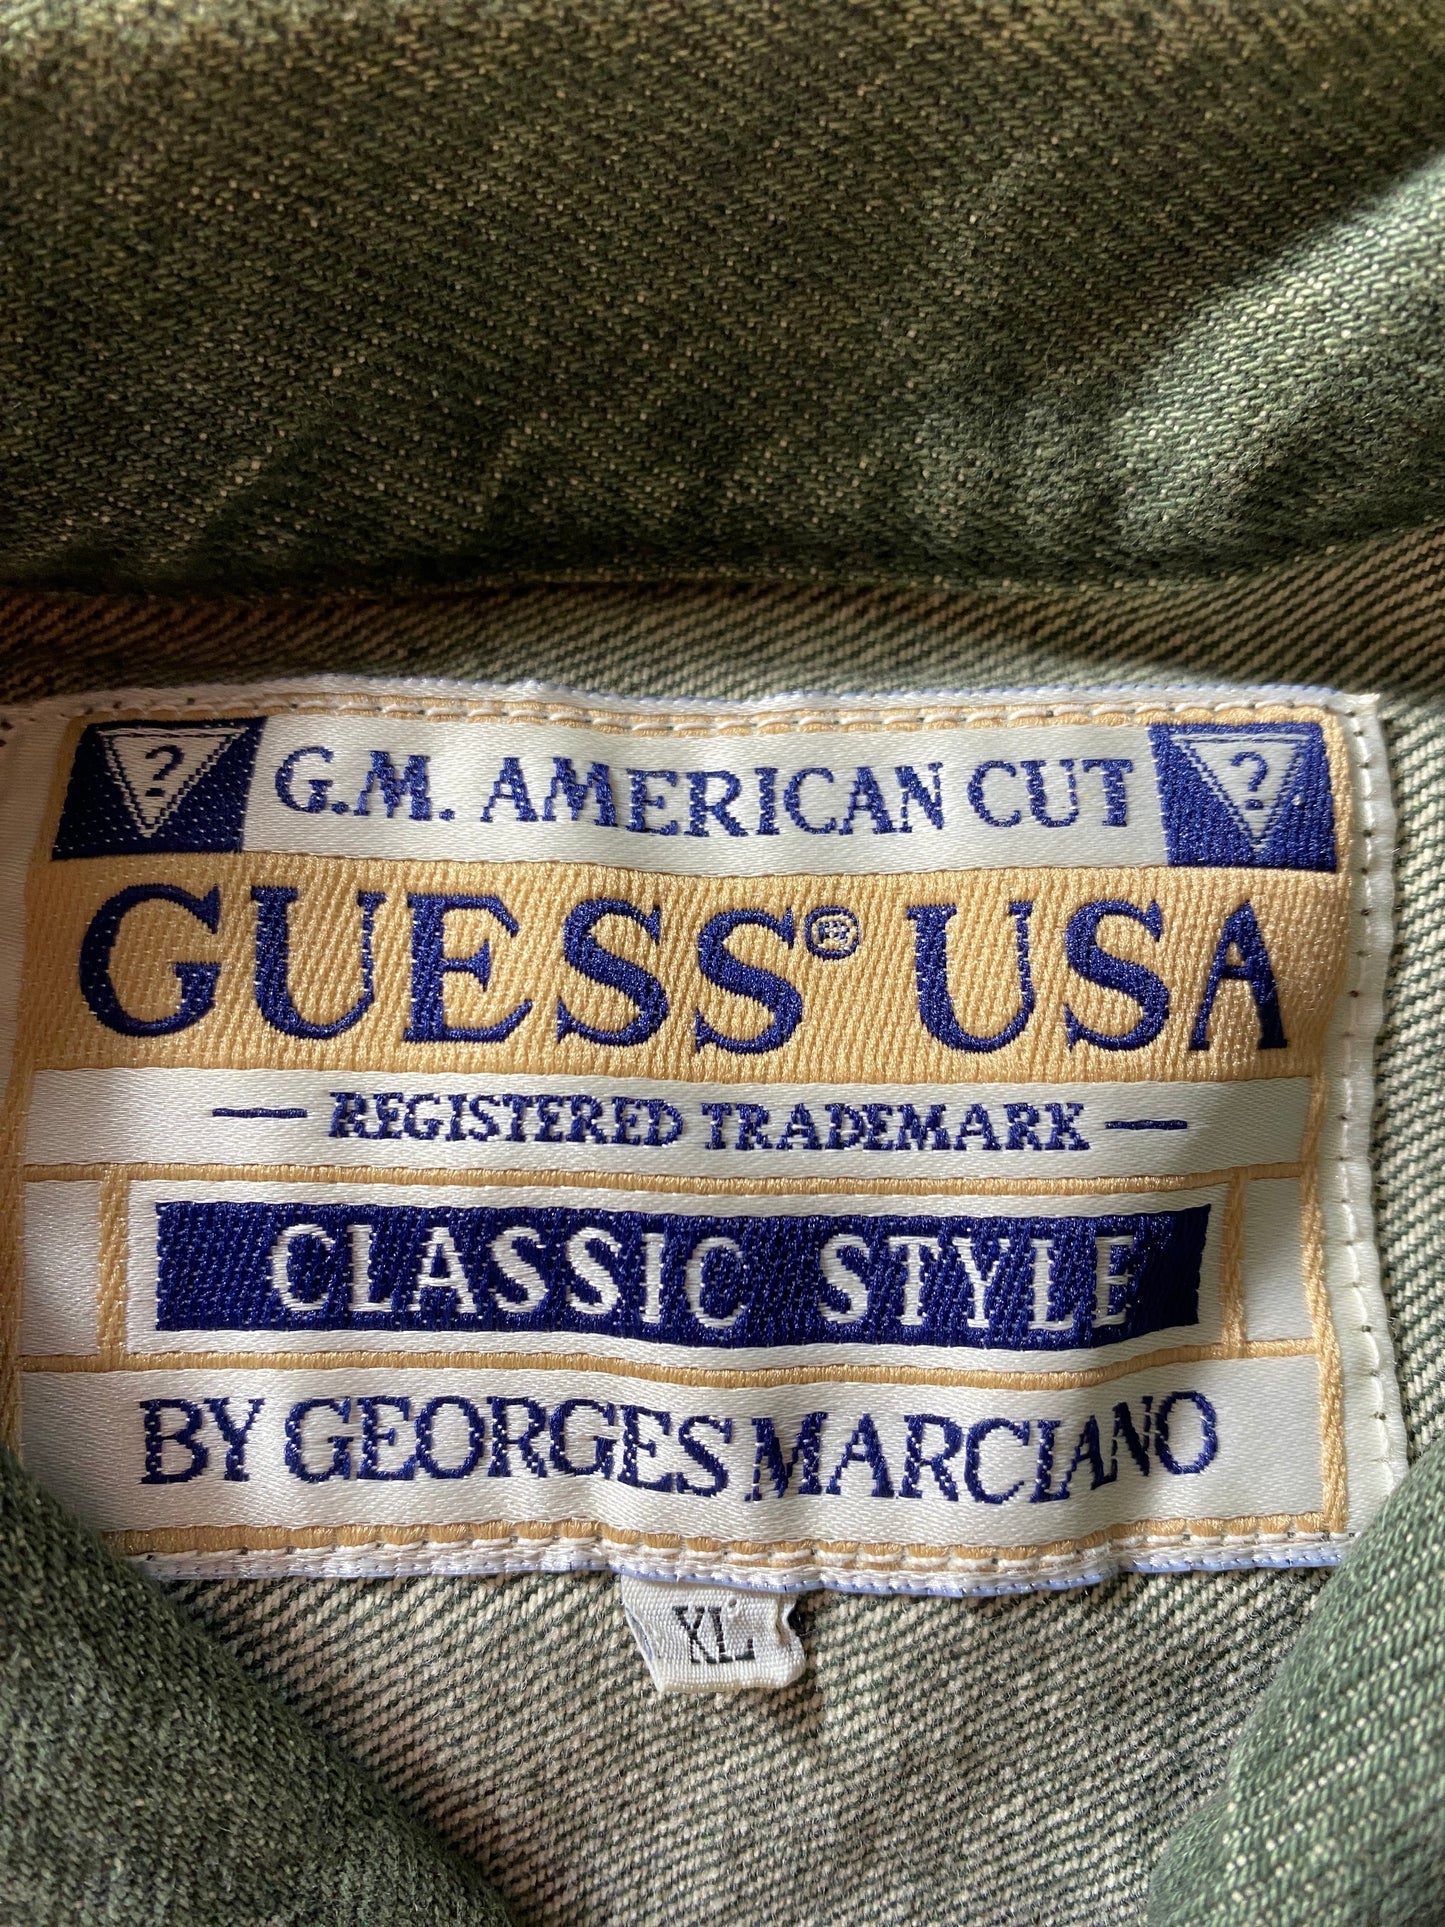 ? G.M. AMERICAN CUT ?
GUESS® USA
— REGISTERED TRADEMARK —
CLASSIC STYLE
BY GEORGES MARCIANO
XL